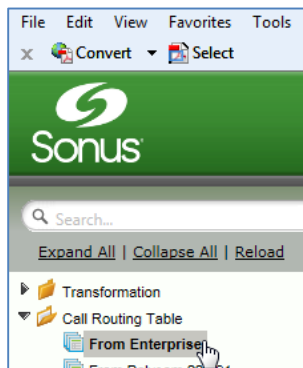 File Edit View Favorites Tools
x Convert Select
Sonus
Search...
Expand All | Collapse All | Reload
Transformation
Call Routing Table
From Enterprise
From